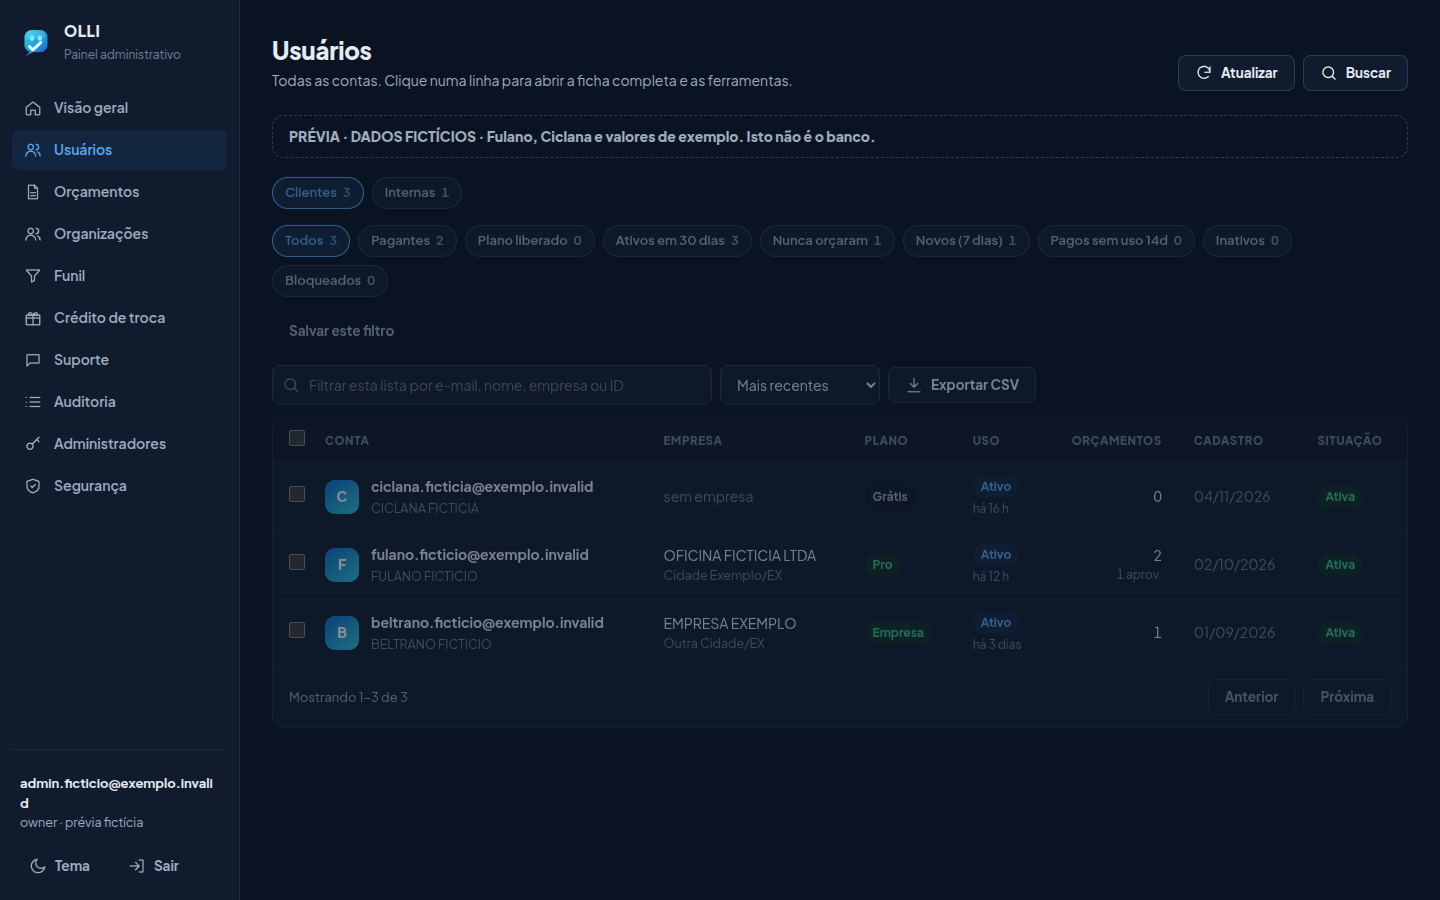 OLLI
Painel administrativo
Visão geral
Usuários
Orçamentos
Organizações
Funil
Crédito de troca
Suporte
Auditoria
Administradores
Segurança
admin.ficticio@exemplo.invali
d
owner · prévia fictícia
Tema Sair
Usuários
Todas as contas. Clique numa linha para abrir a ficha completa e as ferramentas.
Atualizar Buscar
PRÉVIA · DADOS FICTÍCIOS · Fulano, Ciclana e valores de exemplo. Isto não é o banco.
Clientes 3 Internas 1
Todos 3 Pagantes 2 Plano liberado 0 Ativos em 30 dias 3 Nunca orçaram 1 Novos (7 dias) 1 Pagos sem uso 14d 0 Inativos 0
Bloqueados 0
Salvar este filtro
Filtrar esta lista por e-mail, nome, empresa ou ID Mais recentes Exportar CSV
CONTA EMPRESA PLANO USO ORÇAMENTOS CADASTRO SITUAÇÃO
C ciclana.ficticia@exemplo.invalid sem empresa Grátis Ativo 0 04/11/2026 Ativa
CICLANA FICTICIA há 16 h
F fulano.ficticio@exemplo.invalid OFICINA FICTICIA LTDA Pro Ativo 2 02/10/2026 Ativa
FULANO FICTICIO Cidade Exemplo/EX há 12 h 1 aprov.
B beltrano.ficticio@exemplo.invalid EMPRESA EXEMPLO Empresa Ativo 1 01/09/2026 Ativa
BELTRANO FICTICIO Outra Cidade/EX há 3 dias
Mostrando 1–3 de 3 Anterior Próxima